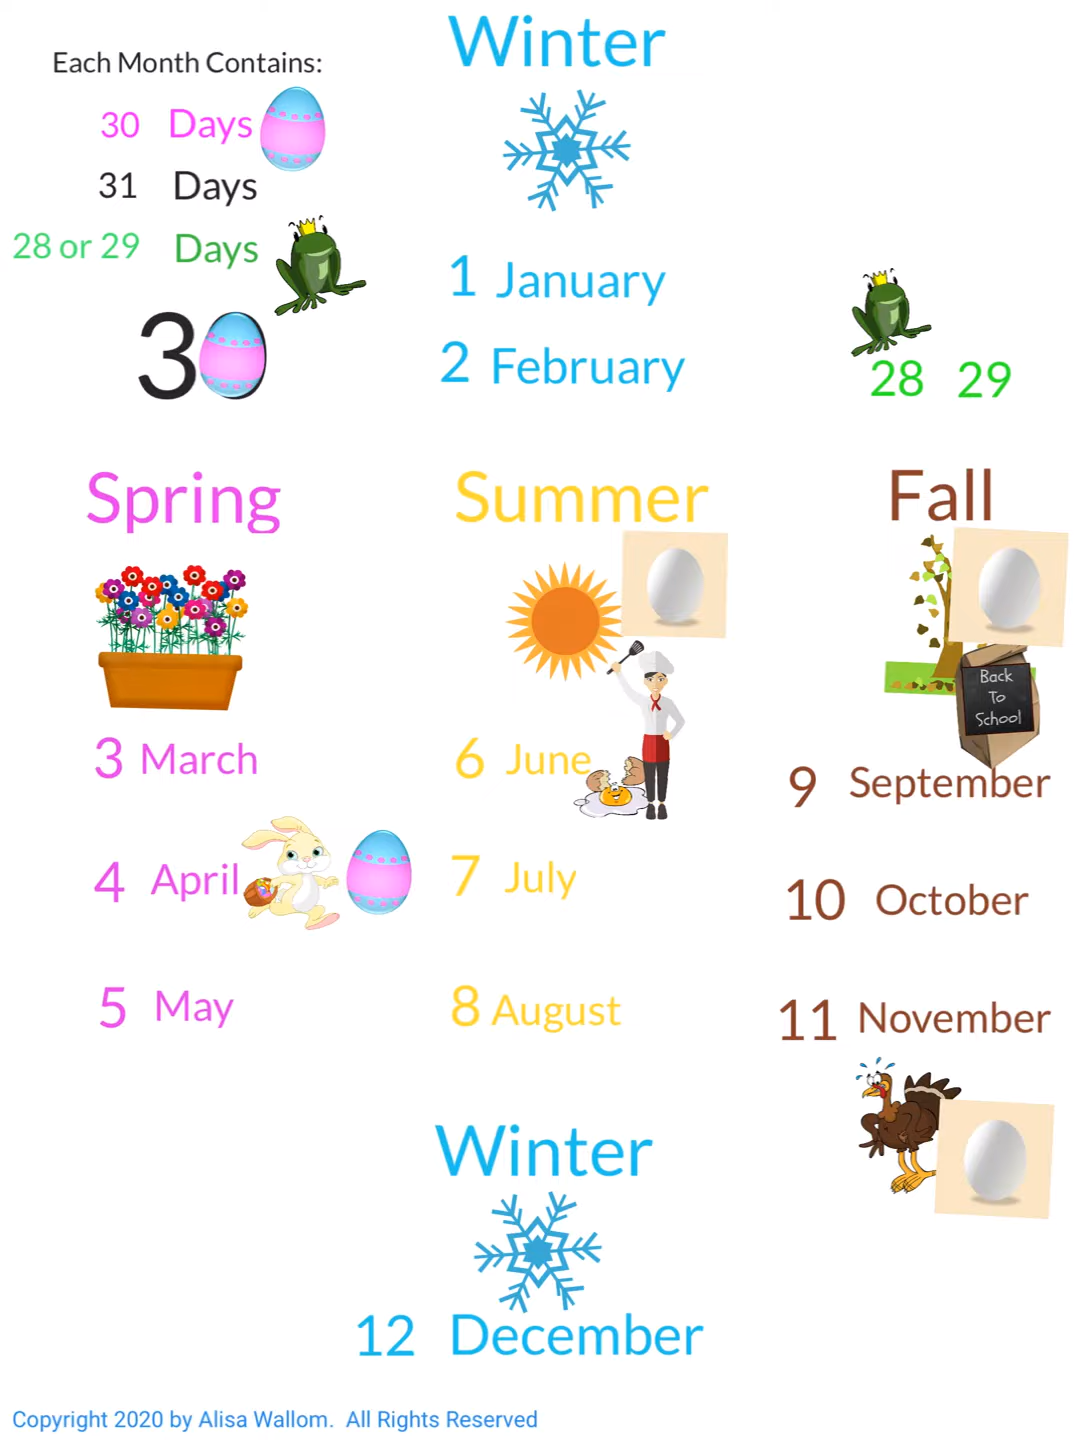 Each Month Contains:
30 Days
31 Days
28 or 29 Days
3
Winter
1 January
2 February
28 29
Spring
3 March
4 April
5 May
Summer
6 June
7 July
8 August
Fall
Back
To
School
9 September
10 October
11 November
Winter
12 December
Copyright 2020 by Alisa Wallom. All Rights Reserved